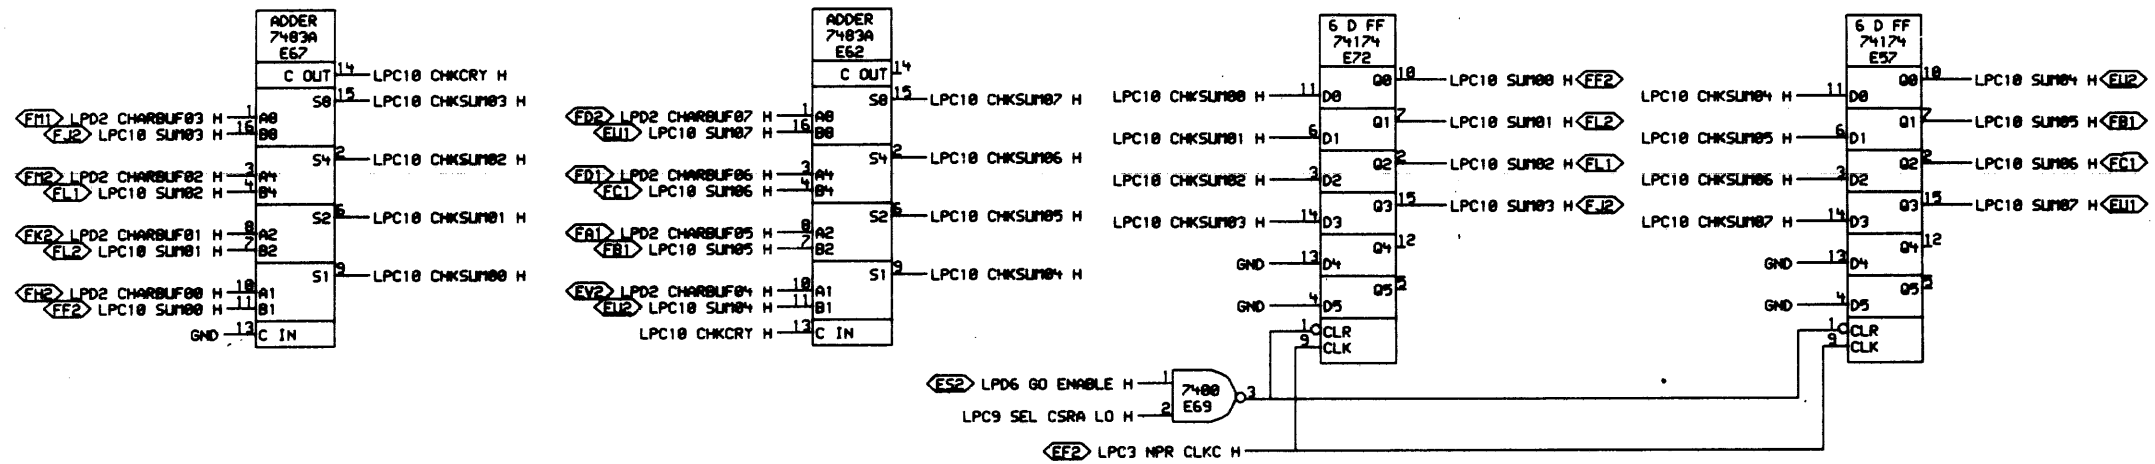 ADDER
7483A
E67
C OUT 14 LPC10 CHKCRY H
S8 15 LPC10 CHKSUM03 H
FM1 LPD2 CHARBUF03 H 1 A8
FJ2 LPC10 SUM03 H 16 B8
S4 2 LPC10 CHKSUM02 H
FM2 LPD2 CHARBUF02 H 3 A4
FL1 LPC10 SUM02 H 4 B4
S2 6 LPC10 CHKSUM01 H
FK2 LPD2 CHARBUF01 H 8 A2
FL2 LPC10 SUM01 H 7 B2
S1 9 LPC10 CHKSUM00 H
FH2 LPD2 CHARBUF00 H 10 A1
FF2 LPC10 SUM00 H 11 B1
GND 13 C IN
ADDER
7483A
E62
C OUT 14
S8 15 LPC10 CHKSUM07 H
FD2 LPD2 CHARBUF07 H 1 A8
EU1 LPC10 SUM07 H 16 B8
S4 2 LPC10 CHKSUM06 H
FD1 LPD2 CHARBUF06 H 3 A4
FC1 LPC10 SUM06 H 4 B4
S2 6 LPC10 CHKSUM05 H
FA1 LPD2 CHARBUF05 H 8 A2
FB1 LPC10 SUM05 H 7 B2
S1 9 LPC10 CHKSUM04 H
EV2 LPD2 CHARBUF04 H 10 A1
EU2 LPC10 SUM04 H 11 B1
LPC10 CHKCRY H 13 C IN
6 D FF
74174
E72
Q0 10 LPC10 SUM00 H FF2
LPC10 CHKSUM00 H 11 D0
Q1 7 LPC10 SUM01 H FL2
LPC10 CHKSUM01 H 6 D1
Q2 2 LPC10 SUM02 H FL1
LPC10 CHKSUM02 H 3 D2
Q3 15 LPC10 SUM03 H FJ2
LPC10 CHKSUM03 H 14 D3
Q4 12
GND 13 D4
Q5 5
GND 4 D5
1 CLR
9 CLK
6 D FF
74174
E57
Q0 10 LPC10 SUM04 H EU2
LPC10 CHKSUM04 H 11 D0
Q1 7 LPC10 SUM05 H FB1
LPC10 CHKSUM05 H 6 D1
Q2 2 LPC10 SUM06 H FC1
LPC10 CHKSUM06 H 3 D2
Q3 15 LPC10 SUM07 H EU1
LPC10 CHKSUM07 H 14 D3
Q4 12
GND 13 D4
Q5 5
GND 4 D5
1 CLR
9 CLK
ES2 LPD6 GO ENABLE H 1
7400 3
E69
LPC9 SEL CSRA LO H 2
EF2 LPC3 NPR CLKC H